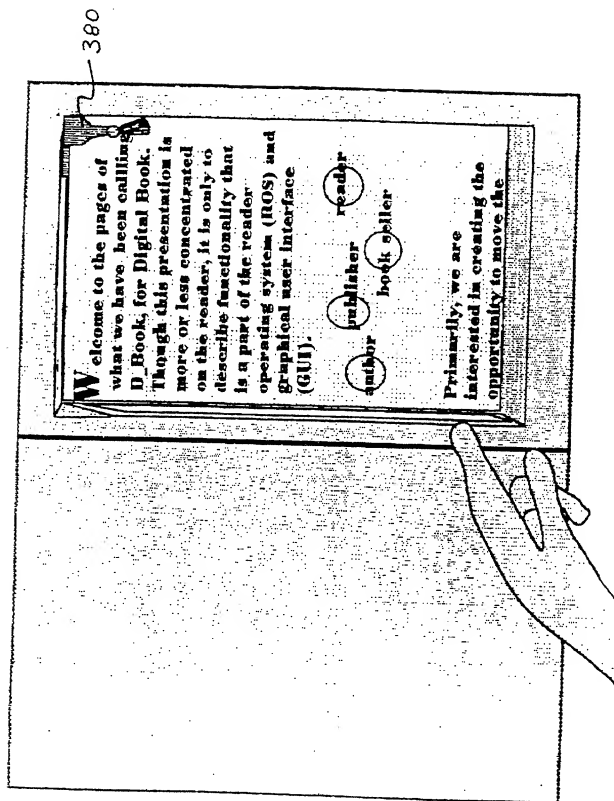 380
Welcome to the pages of
what we have been callling
D_Book, for Digital Book.
Though this presentation is
more or less concentrated
on the reader, it is only to
describe functionality that
is a part of the reader
operating system (ROS) and
graphical user interface
(GUI).
author publisher reader
book seller
Primarily, we are
interested in creating the
opportunity to move the